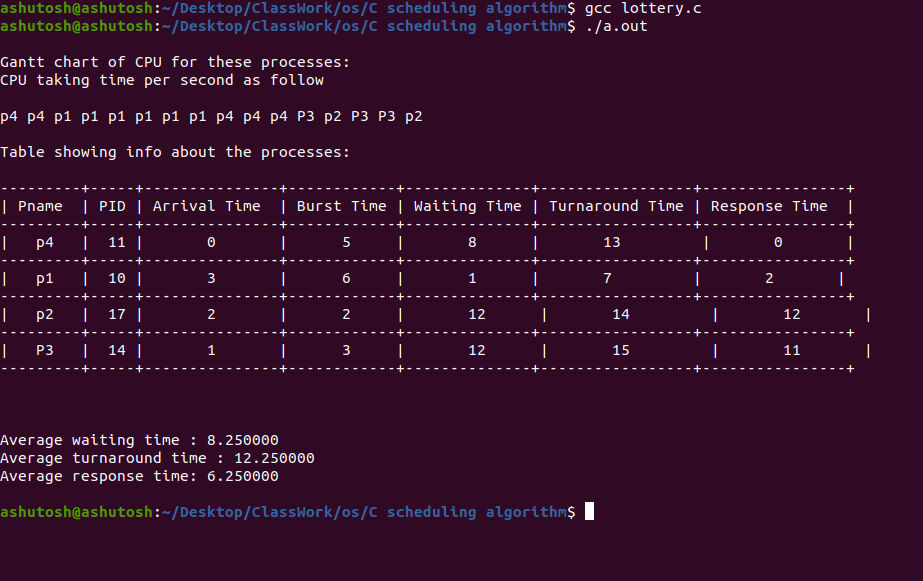 ashutosh@ashutosh:~/Desktop/ClassWork/os/C scheduling algorithm$ gcc lottery.c
ashutosh@ashutosh:~/Desktop/ClassWork/os/C scheduling algorithm$ ./a.out
Gantt chart of CPU for these processes:
CPU taking time per second as follow
p4 p4 p1 p1 p1 p1 p1 p1 p4 p4 p4 P3 p2 P3 P3 p2
Table showing info about the processes:
---------+-----+---------------+------------+--------------+-----------------+----------------+
| Pname  | PID | Arrival Time  | Burst Time | Waiting Time | Turnaround Time | Response Time  |
---------+-----+---------------+------------+--------------+-----------------+----------------+
|   p4   |  11 |       0       |      5     |       8      |       13         |       0       |
---------+-----+---------------+------------+--------------+-----------------+----------------+
|   p1   |  10 |       3       |      6     |       1      |       7         |       2       |
---------+-----+---------------+------------+--------------+-----------------+----------------+
|   p2   |  17 |       2       |      2     |       12      |       14         |       12       |
---------+-----+---------------+------------+--------------+-----------------+----------------+
|   P3   |  14 |       1       |      3     |       12      |       15         |       11       |
---------+-----+---------------+------------+--------------+-----------------+----------------+
Average waiting time : 8.250000
Average turnaround time : 12.250000
Average response time: 6.250000
ashutosh@ashutosh:~/Desktop/ClassWork/os/C scheduling algorithm$